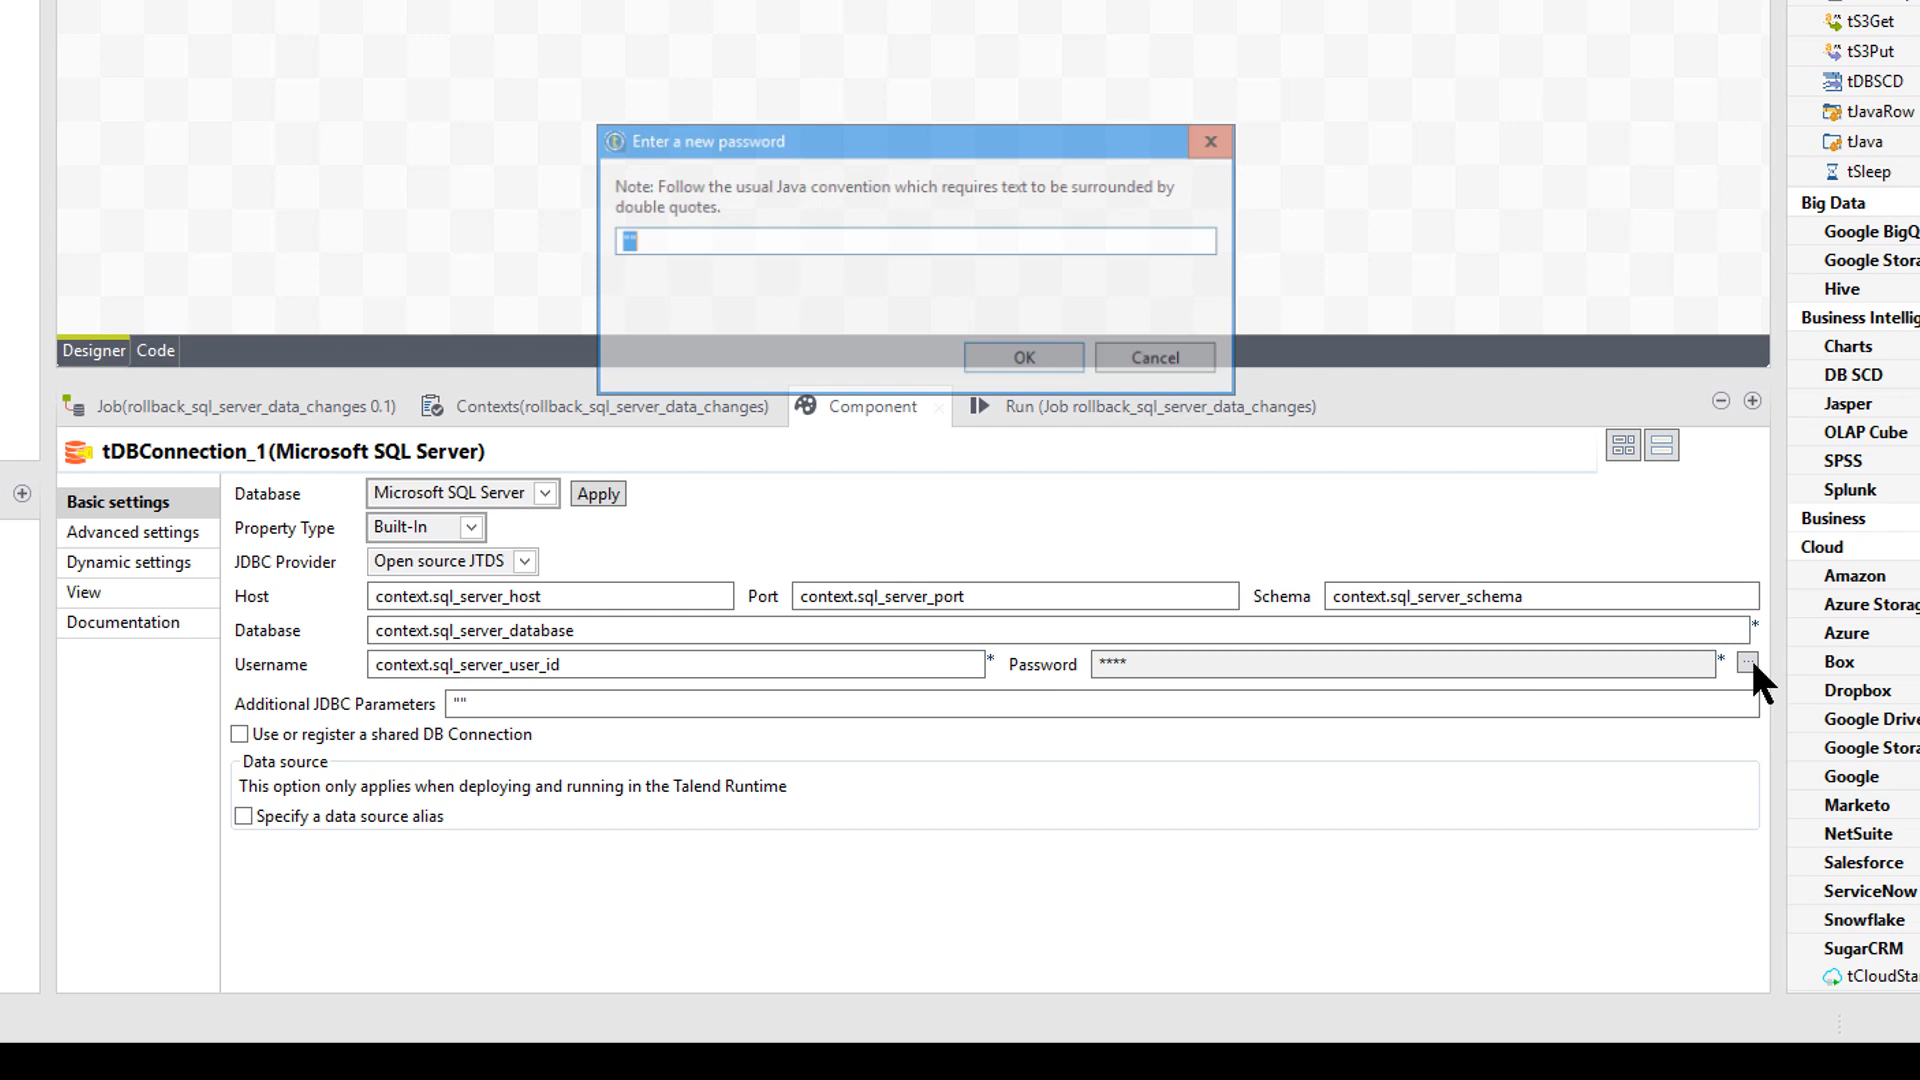 Enter a new password
Note: Follow the usual Java convention which requires text to be surrounded by
double quotes.
""
OK
Cancel
Designer
Code
Job(rollback_sql_server_data_changes 0.1)
Contexts(rollback_sql_server_data_changes)
Component
Run (Job rollback_sql_server_data_changes)
tDBConnection_1(Microsoft SQL Server)
Basic settings
Advanced settings
Dynamic settings
View
Documentation
Database Microsoft SQL Server Apply
Property Type Built-In
JDBC Provider Open source JTDS
Host context.sql_server_host Port context.sql_server_port Schema context.sql_server_schema
Database context.sql_server_database *
Username context.sql_server_user_id * Password **** * ...
Additional JDBC Parameters ""
Use or register a shared DB Connection
Data source
This option only applies when deploying and running in the Talend Runtime
Specify a data source alias
tS3Get
tS3Put
tDBSCD
tJavaRow
tJava
tSleep
Big Data
Google BigQ
Google Stora
Hive
Business Intellig
Charts
DB SCD
Jasper
OLAP Cube
SPSS
Splunk
Business
Cloud
Amazon
Azure Storag
Azure
Box
Dropbox
Google Drive
Google Stora
Google
Marketo
NetSuite
Salesforce
ServiceNow
Snowflake
SugarCRM
tCloudStar